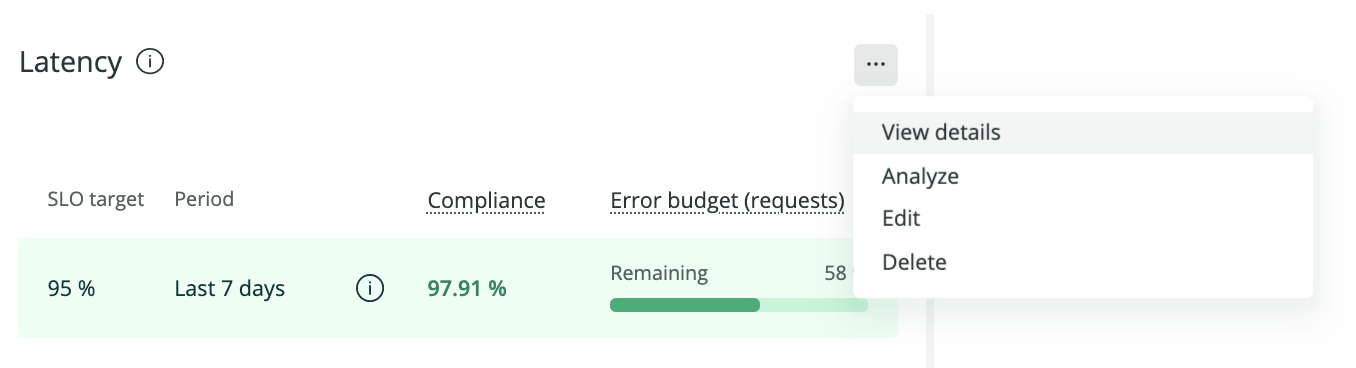 Latency
...
View details
Analyze
Edit
Delete
SLO target Period Compliance Error budget (requests)
95 % Last 7 days 97.91 % Remaining 58